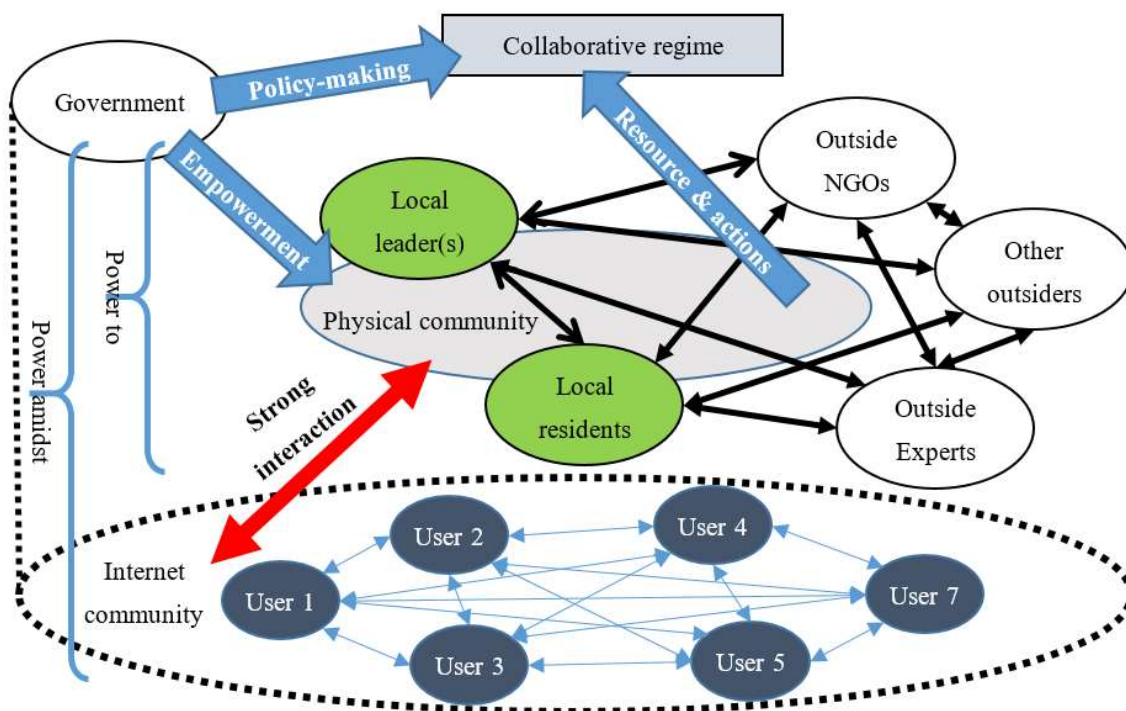 Collaborative regime
Government
Policy-making
Empowerment
Resource & actions
Outside
NGOs
Local
leader(s)
Other
outsiders
Physical community
Power to
Power amidst
Local
residents
Outside
Experts
Strong
interaction
User 2
User 4
Internet
community
User 1
User 7
User 3
User 5